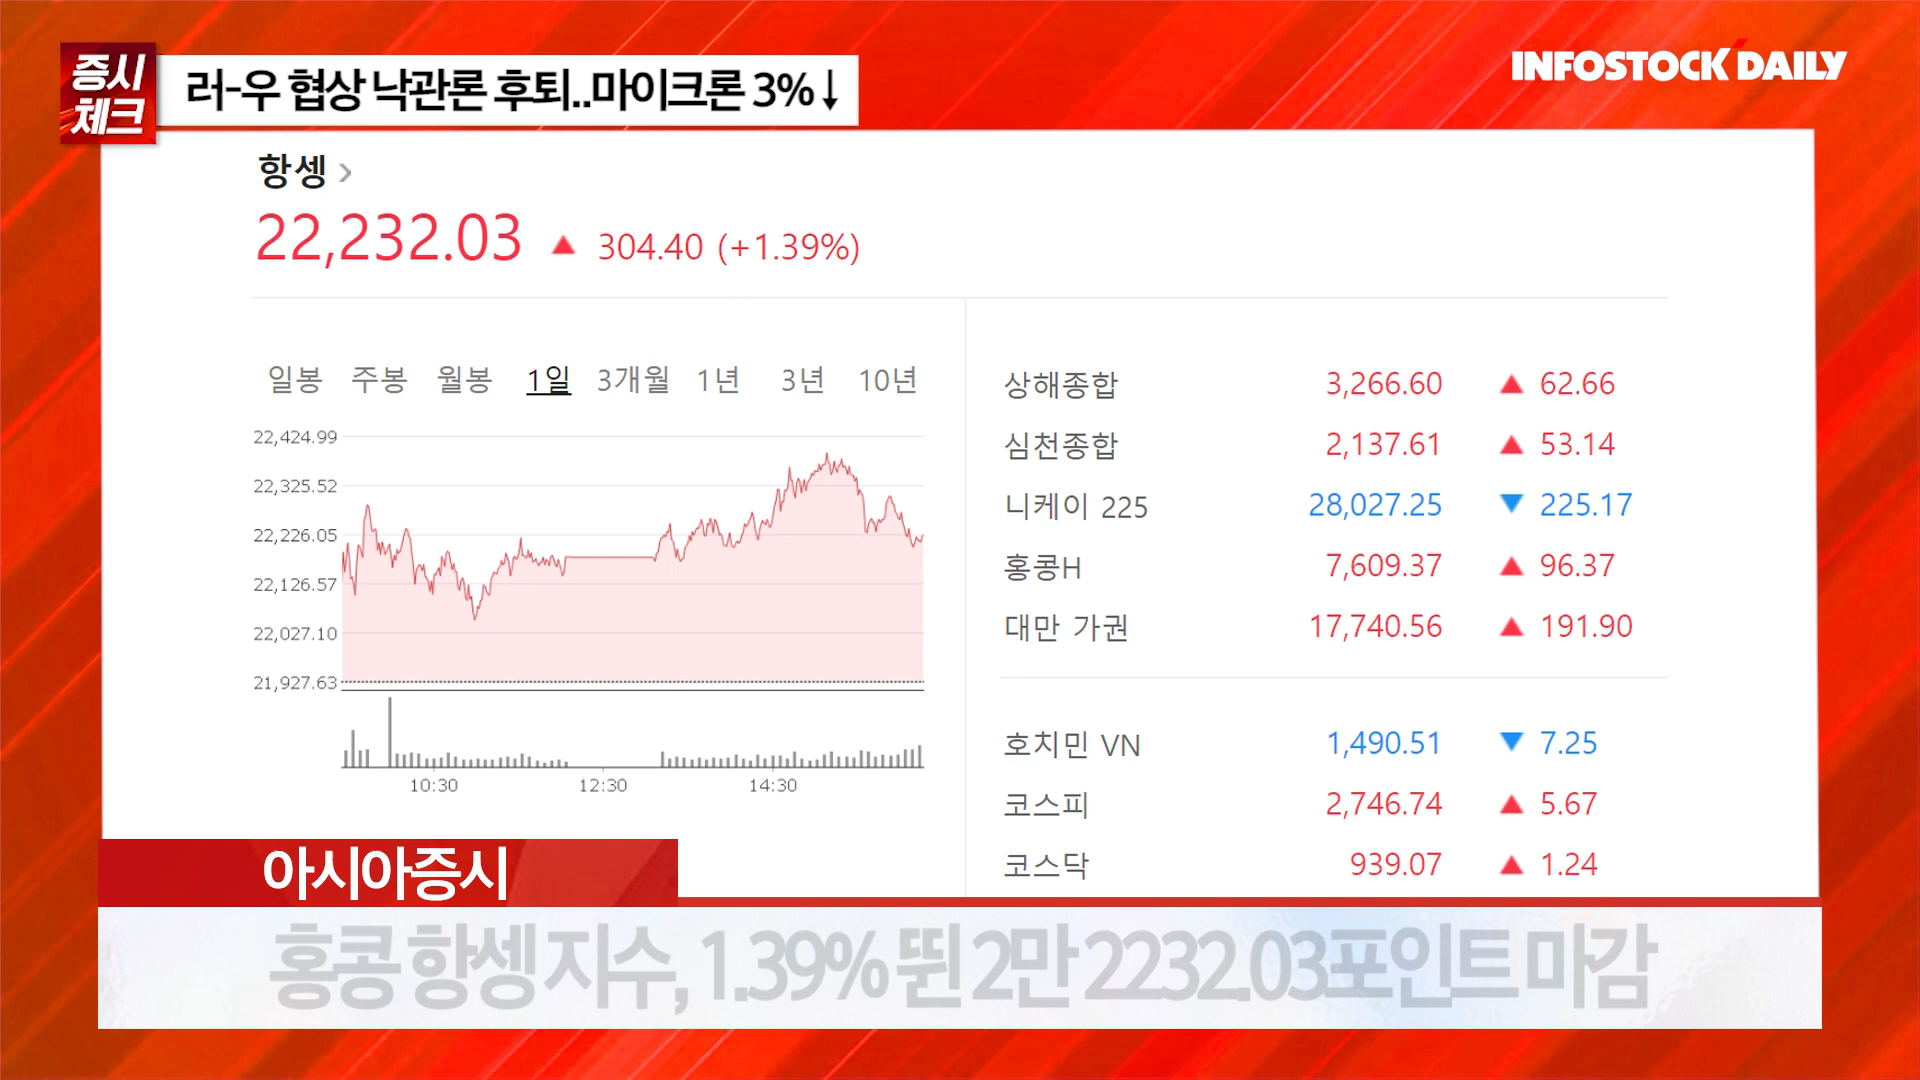 증시
체크
러-우 협상 낙관론 후퇴..마이크론 3%↓
INFOSTOCK DAILY
항셍 >
22,232.03 ▲ 304.40 (+1.39%)
일봉 주봉 월봉 1일 3개월 1년 3년 10년
22,424.99
22,325.52
22,226.05
22,126.57
22,027.10
21,927.63
10:30 12:30 14:30
상해종합 3,266.60 ▲ 62.66
심천종합 2,137.61 ▲ 53.14
니케이 225 28,027.25 ▼ 225.17
홍콩H 7,609.37 ▲ 96.37
대만 가권 17,740.56 ▲ 191.90
호치민 VN 1,490.51 ▼ 7.25
코스피 2,746.74 ▲ 5.67
코스닥 939.07 ▲ 1.24
아시아증시
홍콩 항셍 지수, 1.39% 뛴 2만 2232.03포인트 마감